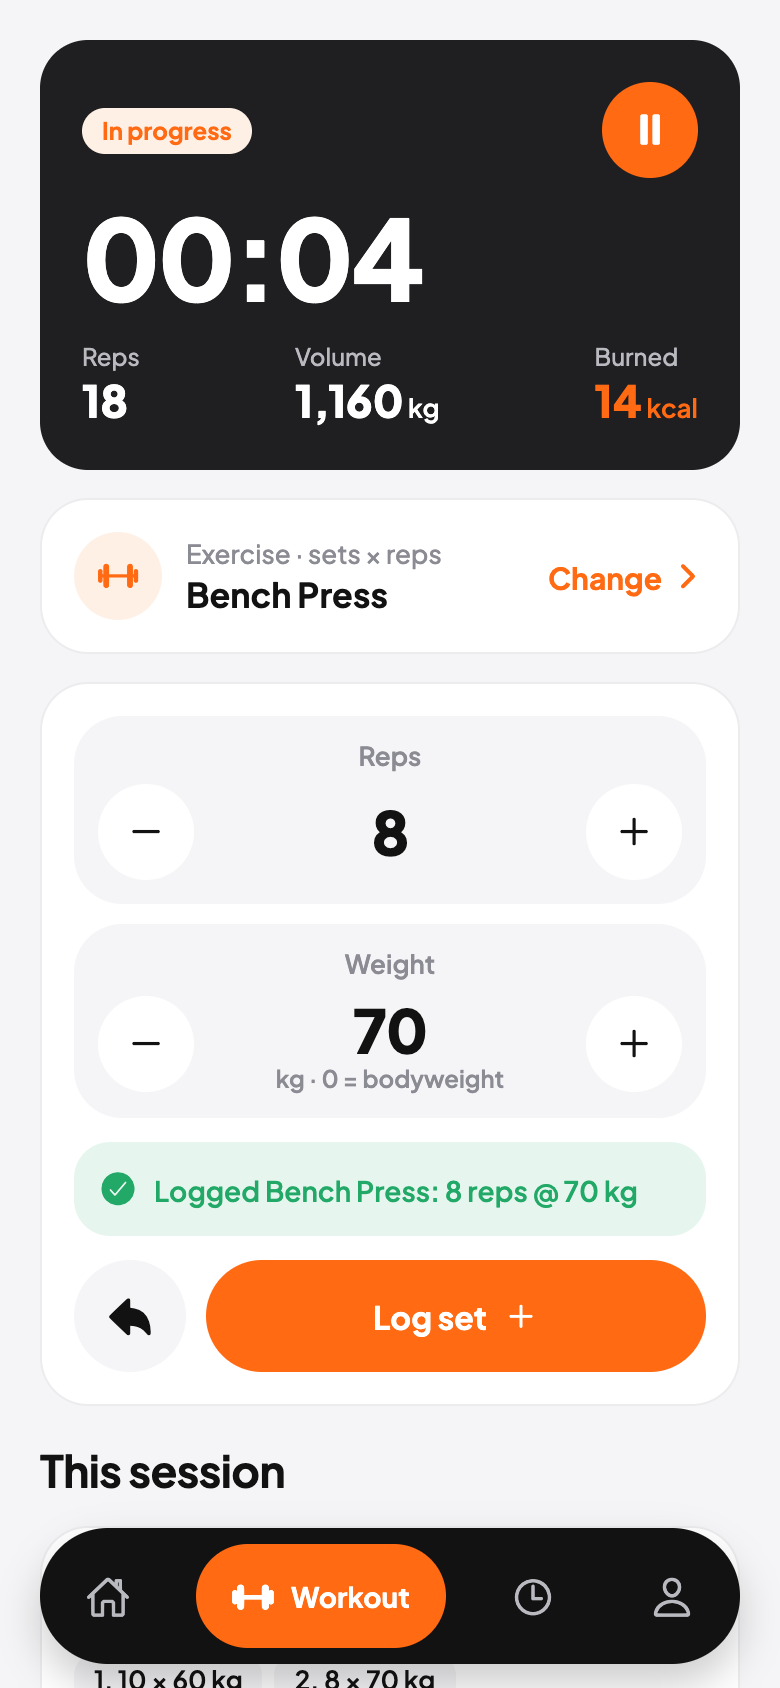 In progress
00:04
Reps Volume Burned
18 1,160 kg 14 kcal
Exercise · sets × reps
Bench Press
Change
Reps
8
Weight
70
kg · 0 = bodyweight
Logged Bench Press: 8 reps @ 70 kg
Log set
This session
Workout
1. 10 × 60 kg 2. 8 × 70 kg